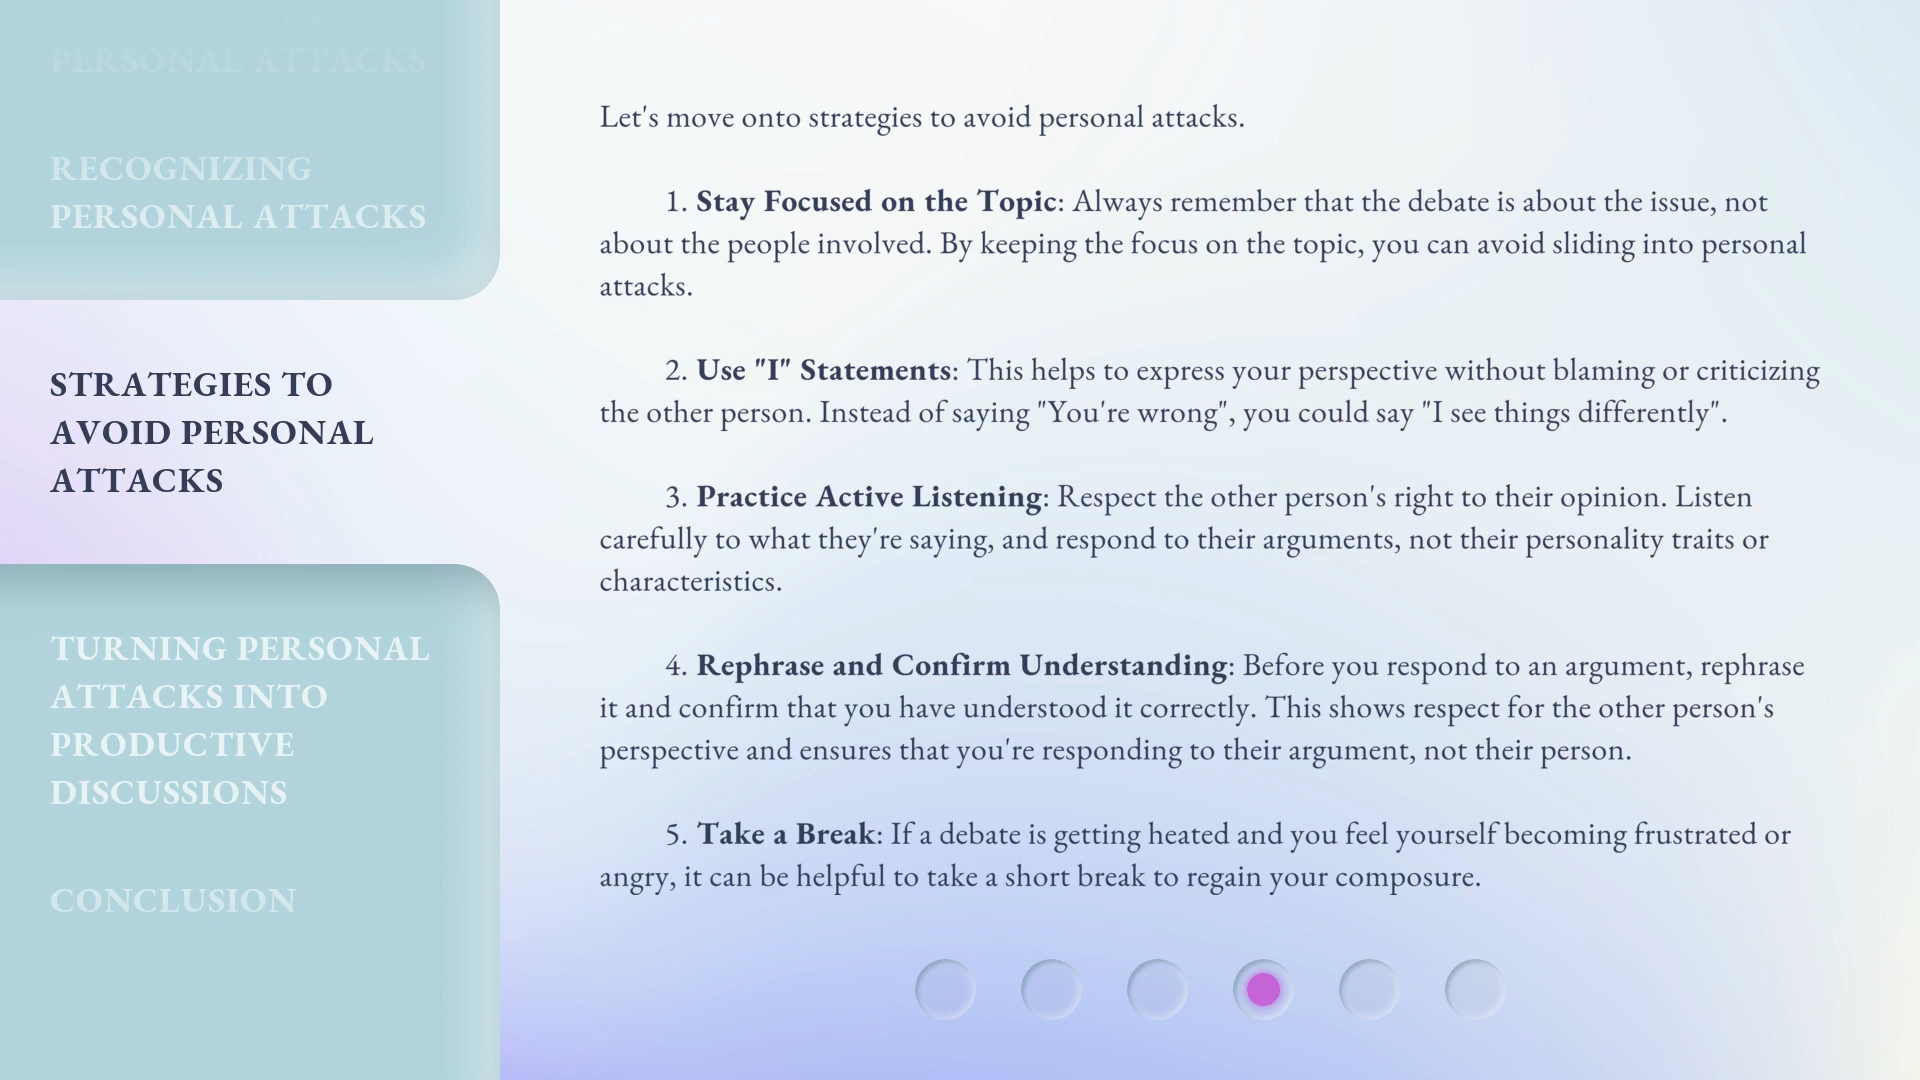 PERSONAL ATTACKS
RECOGNIZING
PERSONAL ATTACKS
STRATEGIES TO
AVOID PERSONAL
ATTACKS
TURNING PERSONAL
ATTACKS INTO
PRODUCTIVE
DISCUSSIONS
CONCLUSION
Let's move onto strategies to avoid personal attacks.
1. Stay Focused on the Topic: Always remember that the debate is about the issue, not
about the people involved. By keeping the focus on the topic, you can avoid sliding into personal
attacks.
2. Use "I" Statements: This helps to express your perspective without blaming or criticizing
the other person. Instead of saying "You're wrong", you could say "I see things differently".
3. Practice Active Listening: Respect the other person's right to their opinion. Listen
carefully to what they're saying, and respond to their arguments, not their personality traits or
characteristics.
4. Rephrase and Confirm Understanding: Before you respond to an argument, rephrase
it and confirm that you have understood it correctly. This shows respect for the other person's
perspective and ensures that you're responding to their argument, not their person.
5. Take a Break: If a debate is getting heated and you feel yourself becoming frustrated or
angry, it can be helpful to take a short break to regain your composure.